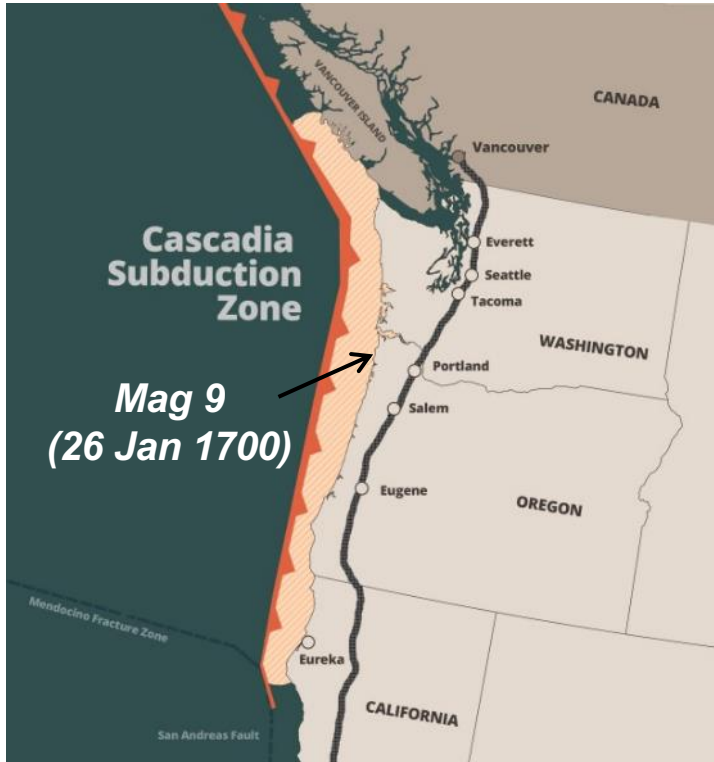 VANCOUVER ISLAND
CANADA
Vancouver
Cascadia
Subduction
Zone
Everett
Seattle
Tacoma
WASHINGTON
Portland
Mag 9
(26 Jan 1700)
Salem
Eugene
OREGON
Mendocino Fracture Zone
Eureka
CALIFORNIA
San Andreas Fault